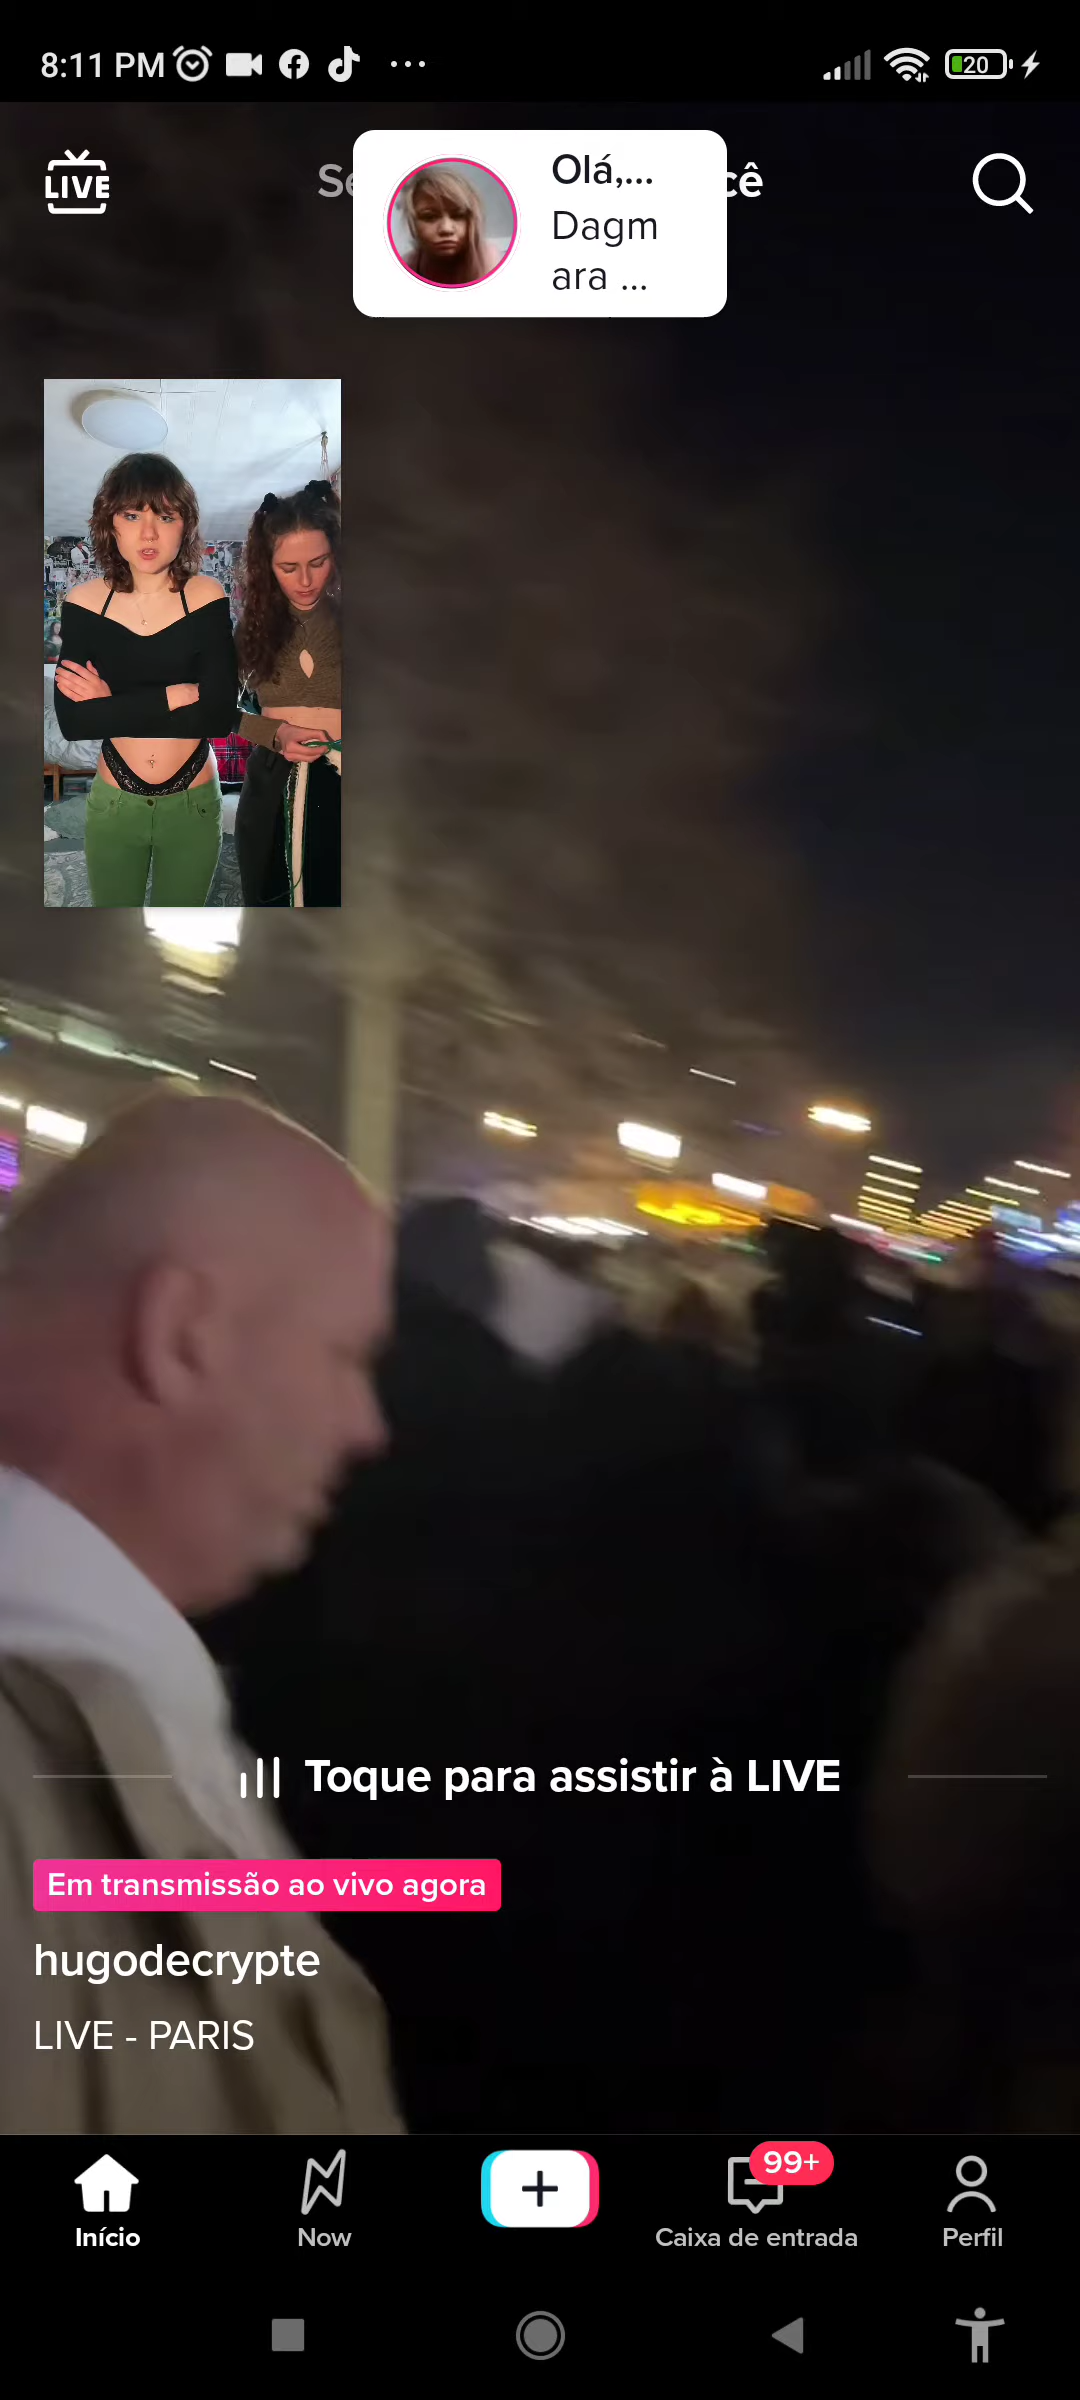 8:11 PM
20
LIVE
Se
cê
Olá,...
Dagm
ara ...
Toque para assistir à LIVE
Em transmissão ao vivo agora
hugodecrypte
LIVE - PARIS
99+
Início
Now
Caixa de entrada
Perfil